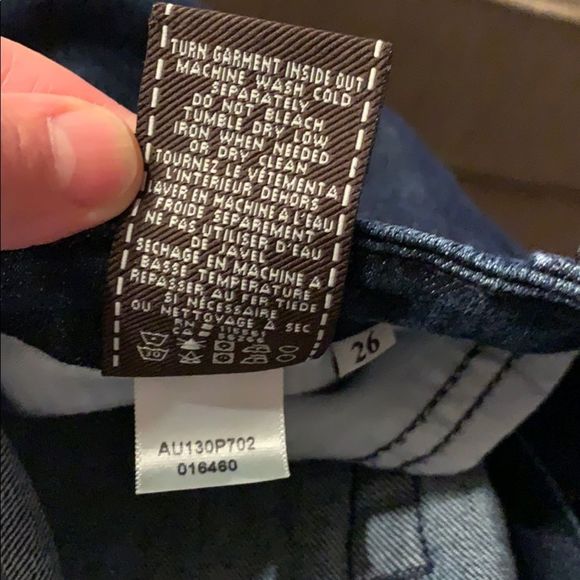 TURN GARMENT INSIDE OUT
MACHINE WASH COLD
SEPARATELY
DO NOT BLEACH
TUMBLE DRY LOW
IRON WHEN NEEDED
OR DRY CLEAN
TOURNEZ LE VÊTEMENT A
L'INTERIEUR DEHORS
LAVER EN MACHINE A L'EAU
FROIDE SEPAREMENT
NE PAS UTILISER D'EAU
DE JAVEL
SECHAGE EN MACHINE A
BASSE TEMPERATURE
REPASSER AU FER TIEDE
SI NÉCESSAIRE
OU NETTOYAGE A SEC
30
26
AU130P702
016460